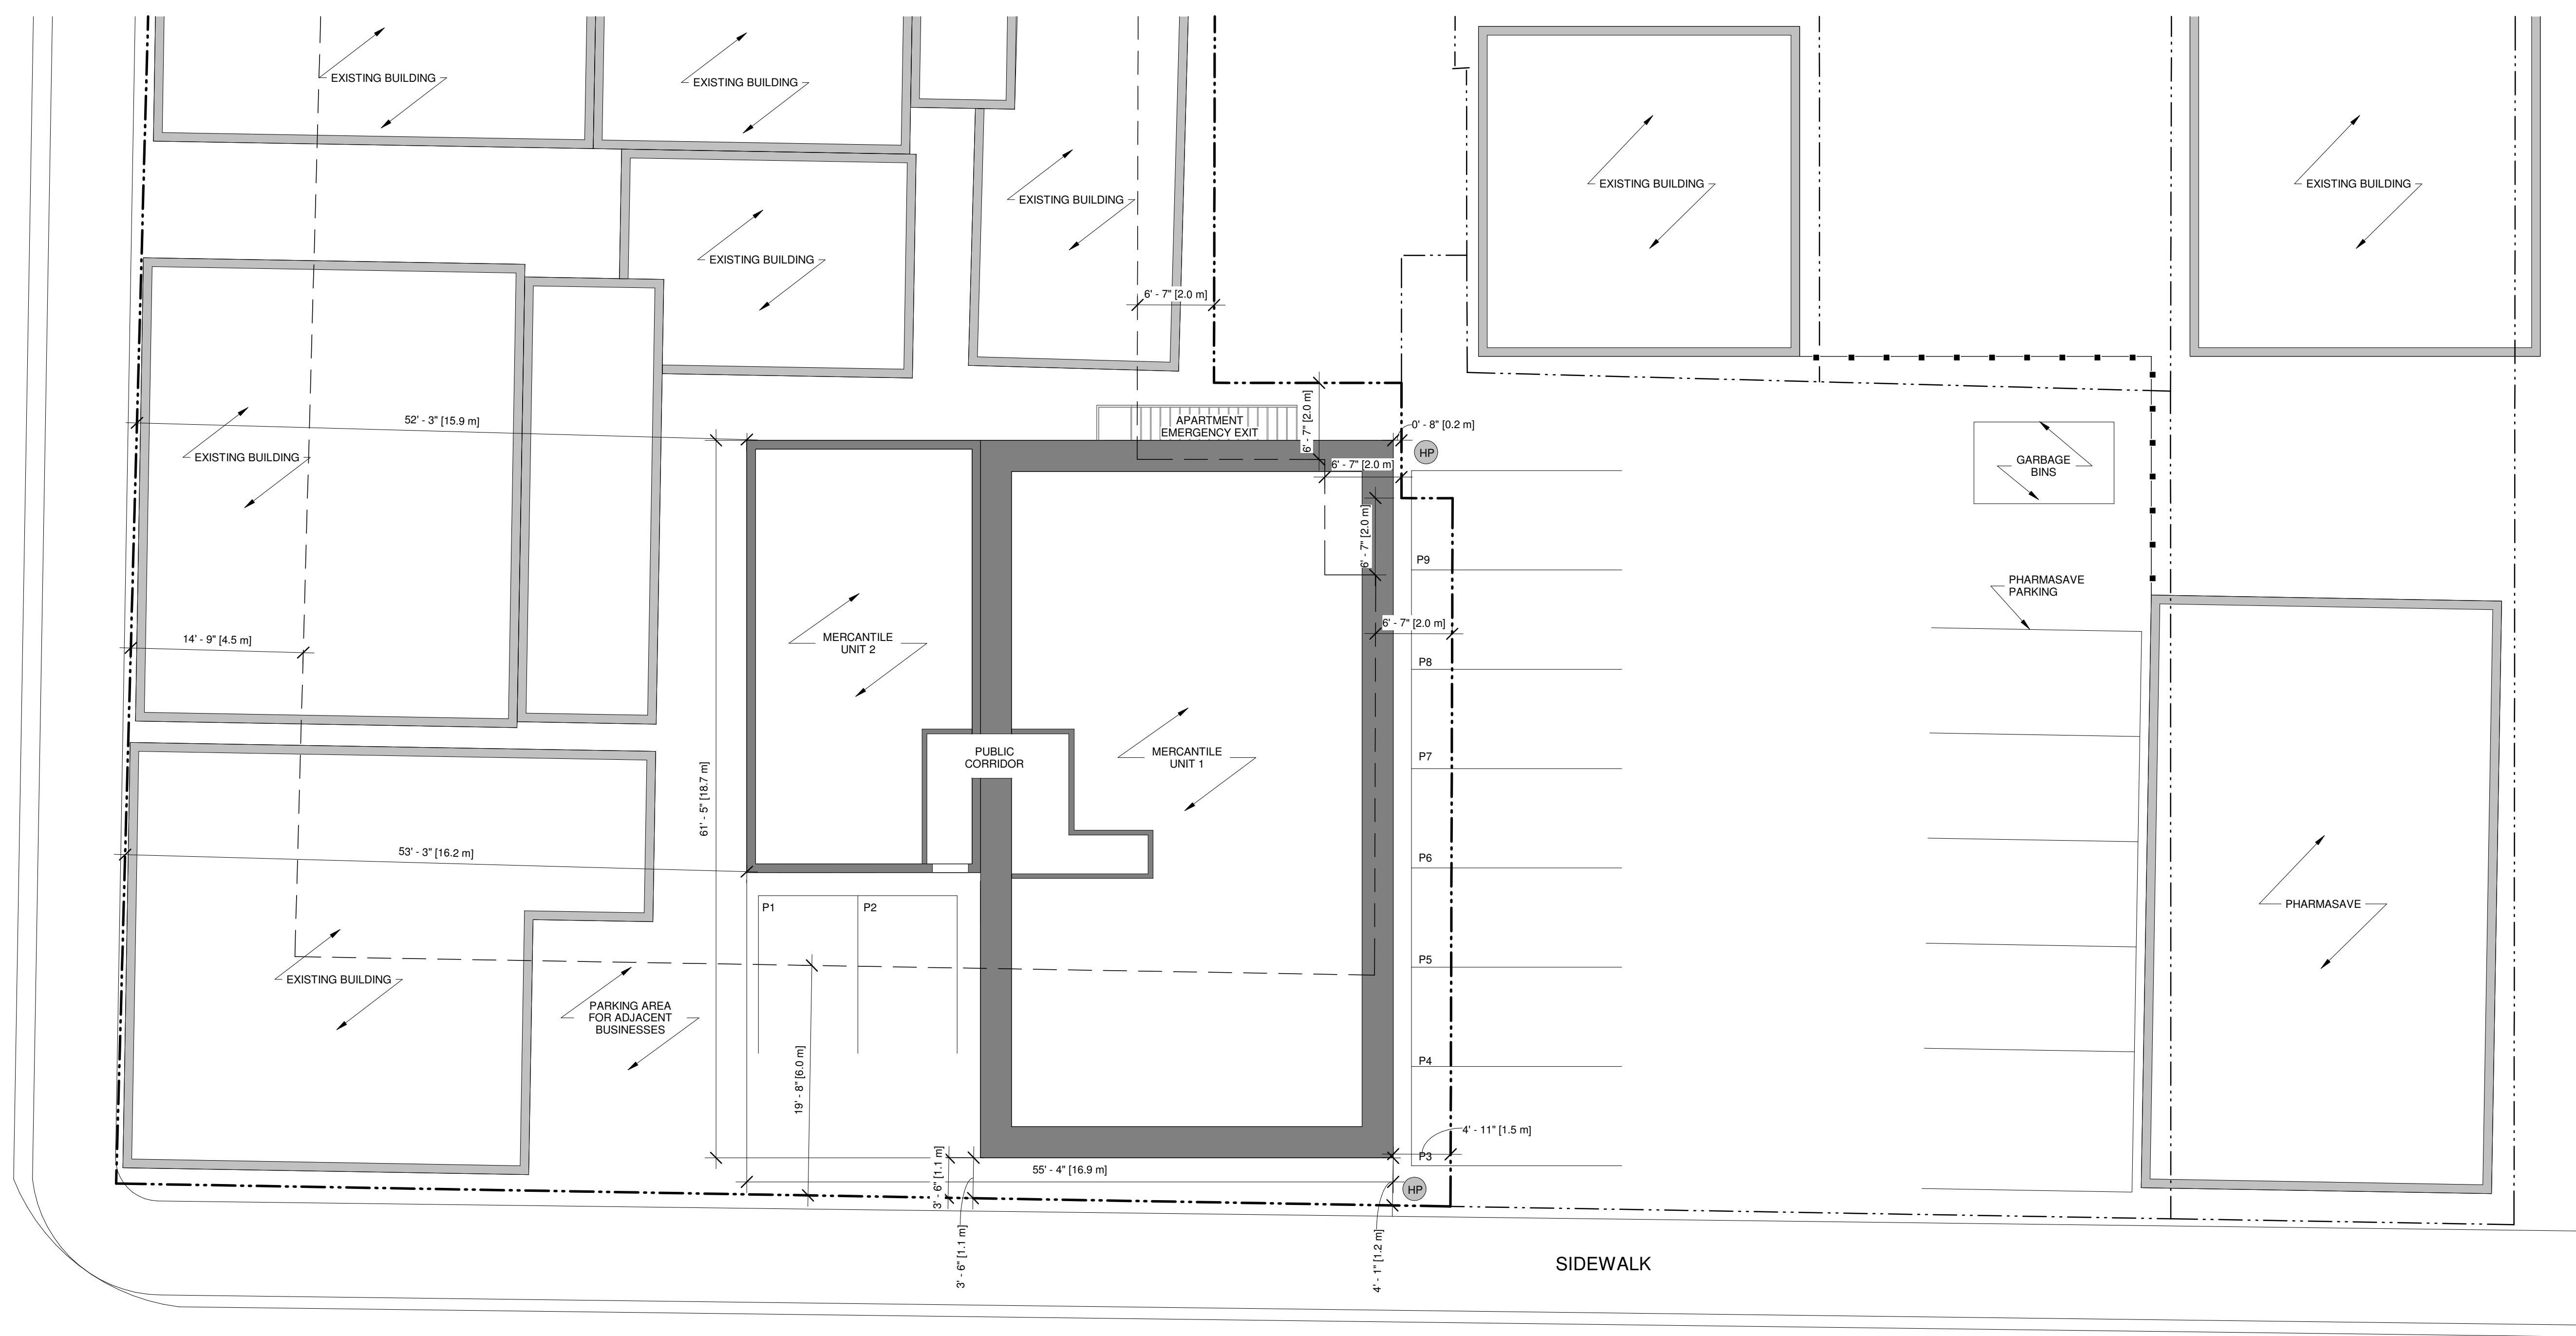 EXISTING BUILDING
EXISTING BUILDING
EXISTING BUILDING
EXISTING BUILDING
EXISTING BUILDING
EXISTING BUILDING
6' - 7" [2.0 m]
52' - 3" [15.9 m]
APARTMENT
EMERGENCY EXIT
6' - 7" [2.0 m]
0' - 8" [0.2 m]
HP
6' - 7" [2.0 m]
EXISTING BUILDING
GARBAGE
BINS
6' - 7" [2.0 m]
P9
PHARMASAVE
PARKING
6' - 7" [2.0 m]
14' - 9" [4.5 m]
MERCANTILE
UNIT 2
P8
PUBLIC
CORRIDOR
MERCANTILE
UNIT 1
P7
61' - 5" [18.7 m]
53' - 3" [16.2 m]
P6
P1
P2
PHARMASAVE
P5
EXISTING BUILDING
PARKING AREA
FOR ADJACENT
BUSINESSES
P4
19' - 8" [6.0 m]
4' - 11" [1.5 m]
P3
3' - 6" [1.1 m]
55' - 4" [16.9 m]
HP
3' - 6" [1.1 m]
4' - 1" [1.2 m]
SIDEWALK